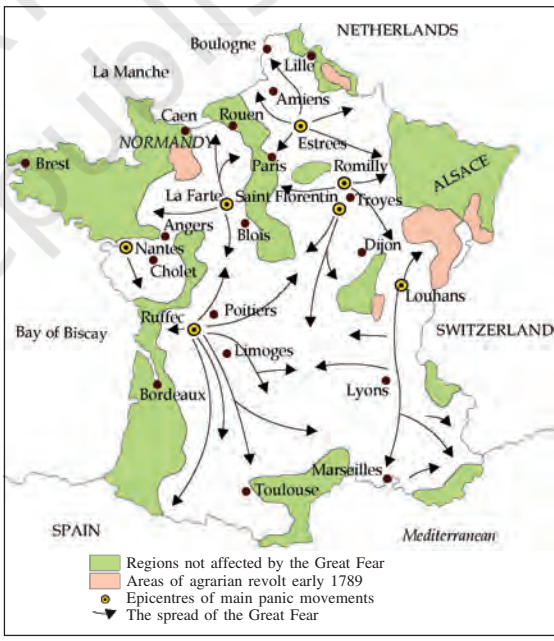 NETHERLANDS
Boulogne
Lille
La Manche
Amiens
Caen
Rouen
Estrees
NORMANDY
Paris
Romilly
ALSACE
Brest
La Farte
Saint Florentin
Troyes
Angers
Blois
Dijon
Nantes
Cholet
Louhans
Ruffec
Poitiers
Bay of Biscay
SWITZERLAND
Limoges
Lyons
Bordeaux
Marseilles
Toulouse
SPAIN
Mediterranean
Regions not affected by the Great Fear
Areas of agrarian revolt early 1789
Epicentres of main panic movements
The spread of the Great Fear